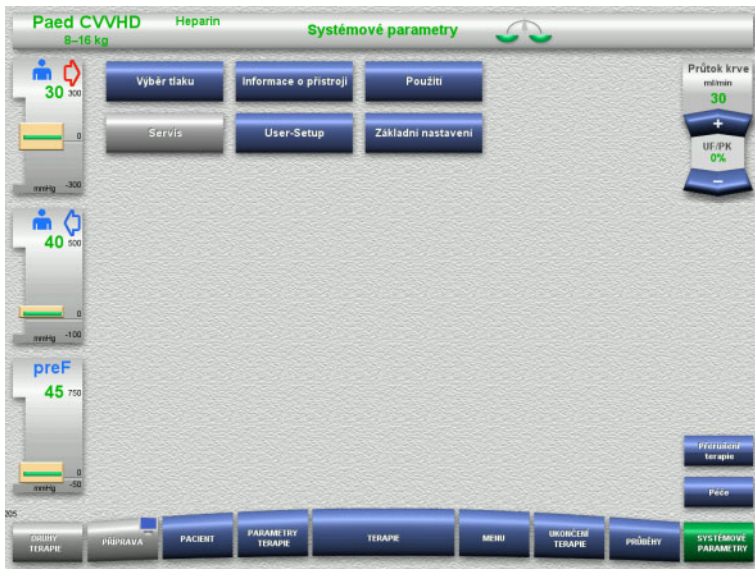 Paed CVVHD
Heparin
8–16 kg
Systémové parametry
30
300
0
-300
mmHg
40
500
0
-100
mmHg
preF
45
750
0
-50
mmHg
205
Výběr tlaku
Informace o přístroji
Použití
Servis
User-Setup
Základní nastavení
Průtok krve
ml/min
30
+
UF/PK
0%
–
Přerušení
terapie
Péče
DRUHY
TERAPIE
PŘÍPRAVA
PACIENT
PARAMETRY
TERAPIE
TERAPIE
MENU
UKONČENÍ
TERAPIE
PRŮBĚHY
SYSTÉMOVÉ
PARAMETRY